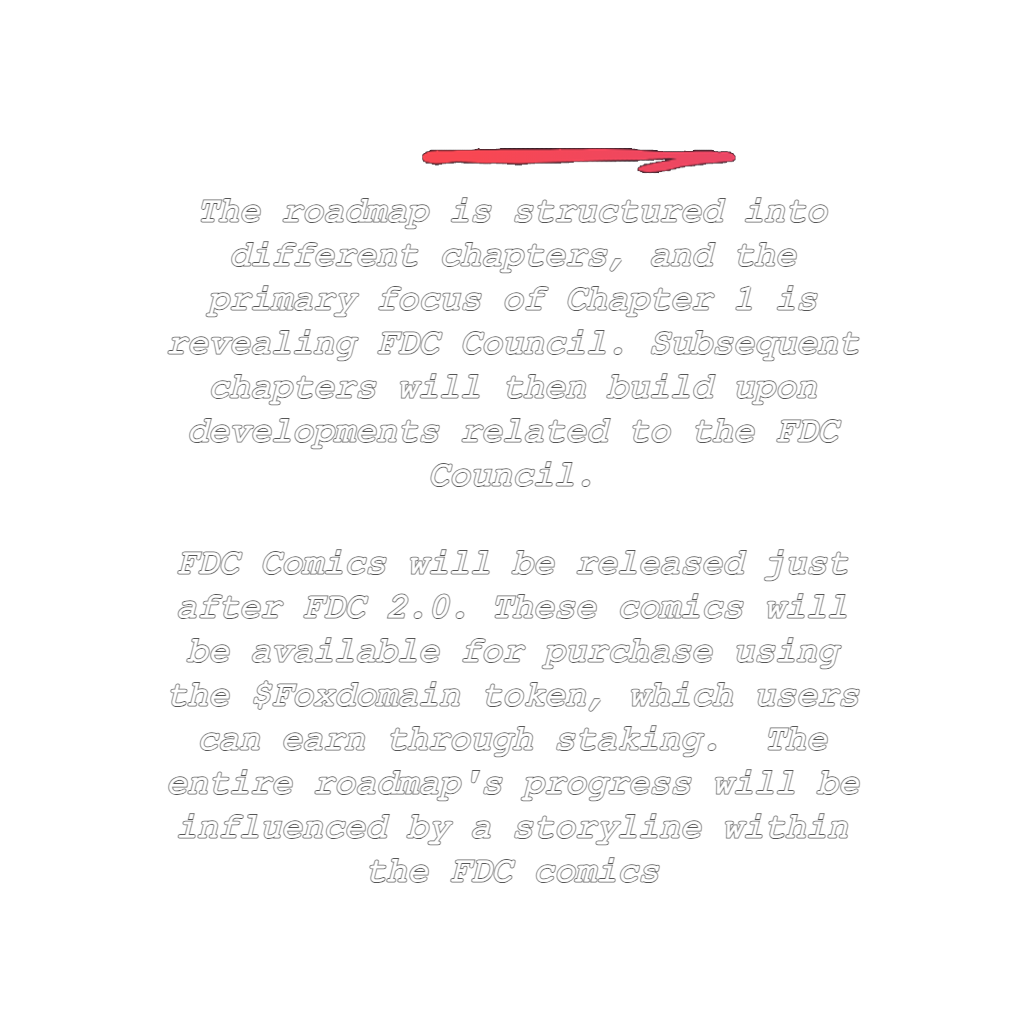 The roadmap is structured into
different chapters, and the
primary focus of Chapter 1 is
revealing FDC Council. Subsequent
chapters will then build upon
developments related to the FDC
Council.
FDC Comics will be released just
after FDC 2.0. These comics will
be available for purchase using
the $Foxdomain token, which users
can earn through staking.  The
entire roadmap's progress will be
influenced by a storyline within
the FDC comics